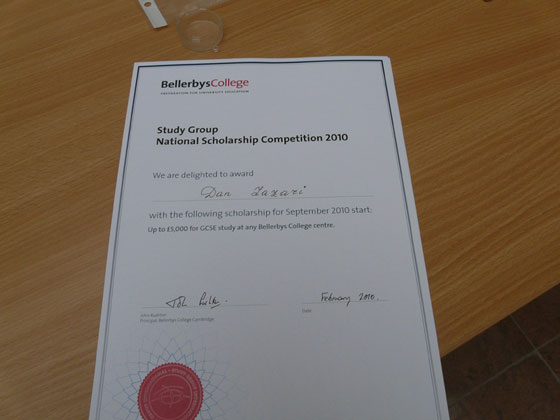 BellerbysCollege
PREPARATION FOR UNIVERSITY EDUCATION
Study Group
National Scholarship Competition 2010
We are delighted to award
Dan Zazari
with the following scholarship for September 2010 start:
Up to £5,000 for GCSE study at any Bellerbys College centre.
February 2010.
Principal, Bellerbys College Cambridge
Date